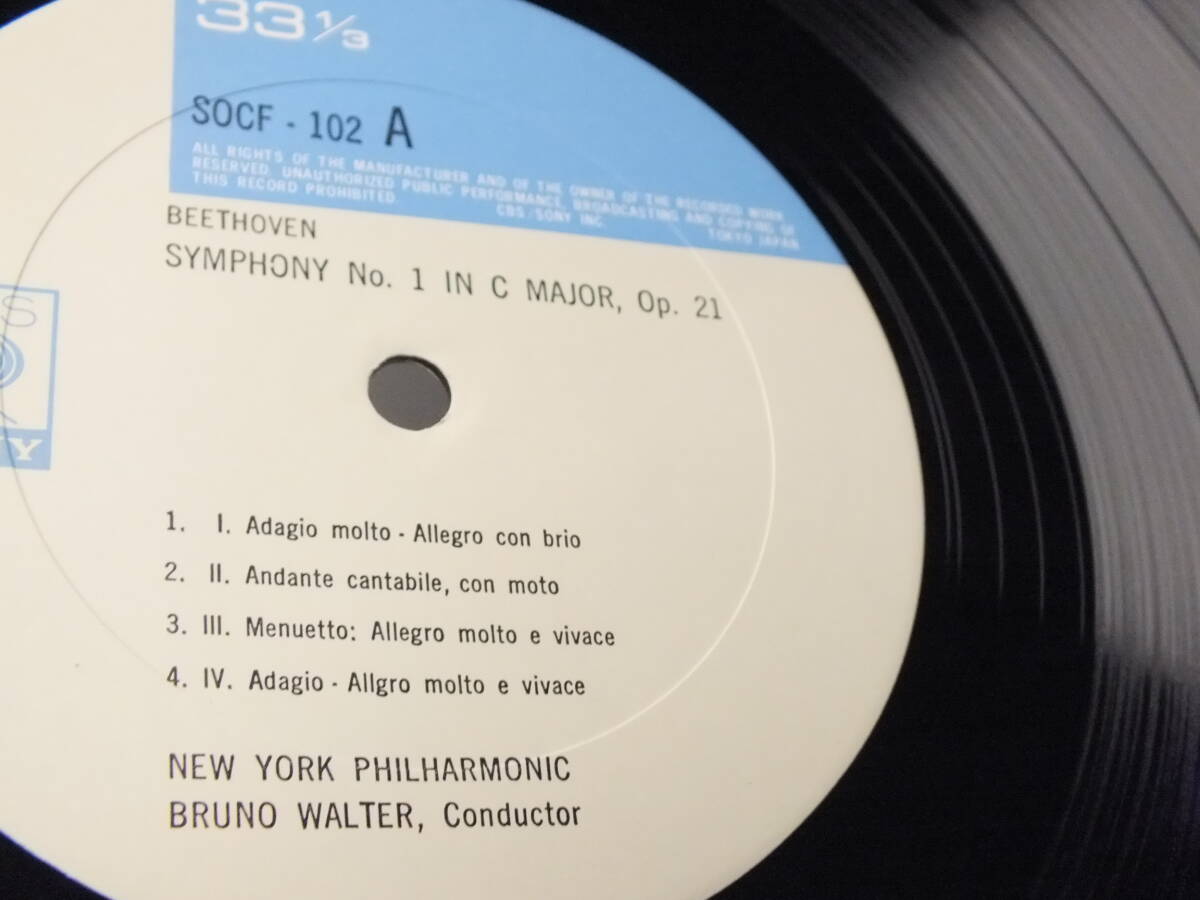 33 1/3
SOCF - 102 A
ALL RIGHTS OF THE MANUFACTURER AND OF THE OWNER OF THE RECORDED WORK
RESERVED. UNAUTHORIZED PUBLIC PERFORMANCE, BROADCASTING AND COPYING OF
THIS RECORD PROHIBITED. CBS/SONY INC. TOKYO JAPAN
BEETHOVEN
SYMPHONY No. 1 IN C MAJOR, Op. 21
1. I. Adagio molto - Allegro con brio
2. II. Andante cantabile, con moto
3. III. Menuetto: Allegro molto e vivace
4. IV. Adagio - Allgro molto e vivace
NEW YORK PHILHARMONIC
BRUNO WALTER, Conductor